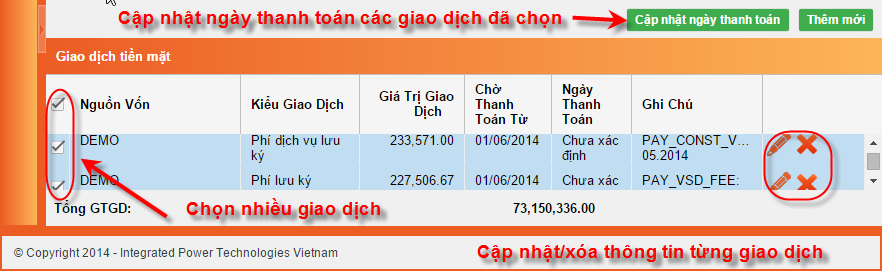 Cập nhật ngày thanh toán các giao dịch đã chọn
Cập nhật ngày thanh toán
Thêm mới
Giao dịch tiền mặt
Nguồn Vốn
Kiểu Giao Dịch
Giá Trị Giao
Dịch
Chờ
Thanh
Toán Từ
Ngày
Thanh
Toán
Ghi Chú
DEMO
Phí dịch vụ lưu
ký
233,571.00
01/06/2014
Chưa xác
định
PAY_CONST_V...
05.2014
DEMO
Phí lưu ký
227,506.67
01/06/2014
Chưa xác
PAY_VSD_FEE:
Tổng GTGD:
Chọn nhiều giao dịch
73,150,336.00
Cập nhật/xóa thông tin từng giao dịch
© Copyright 2014 - Integrated Power Technologies Vietnam